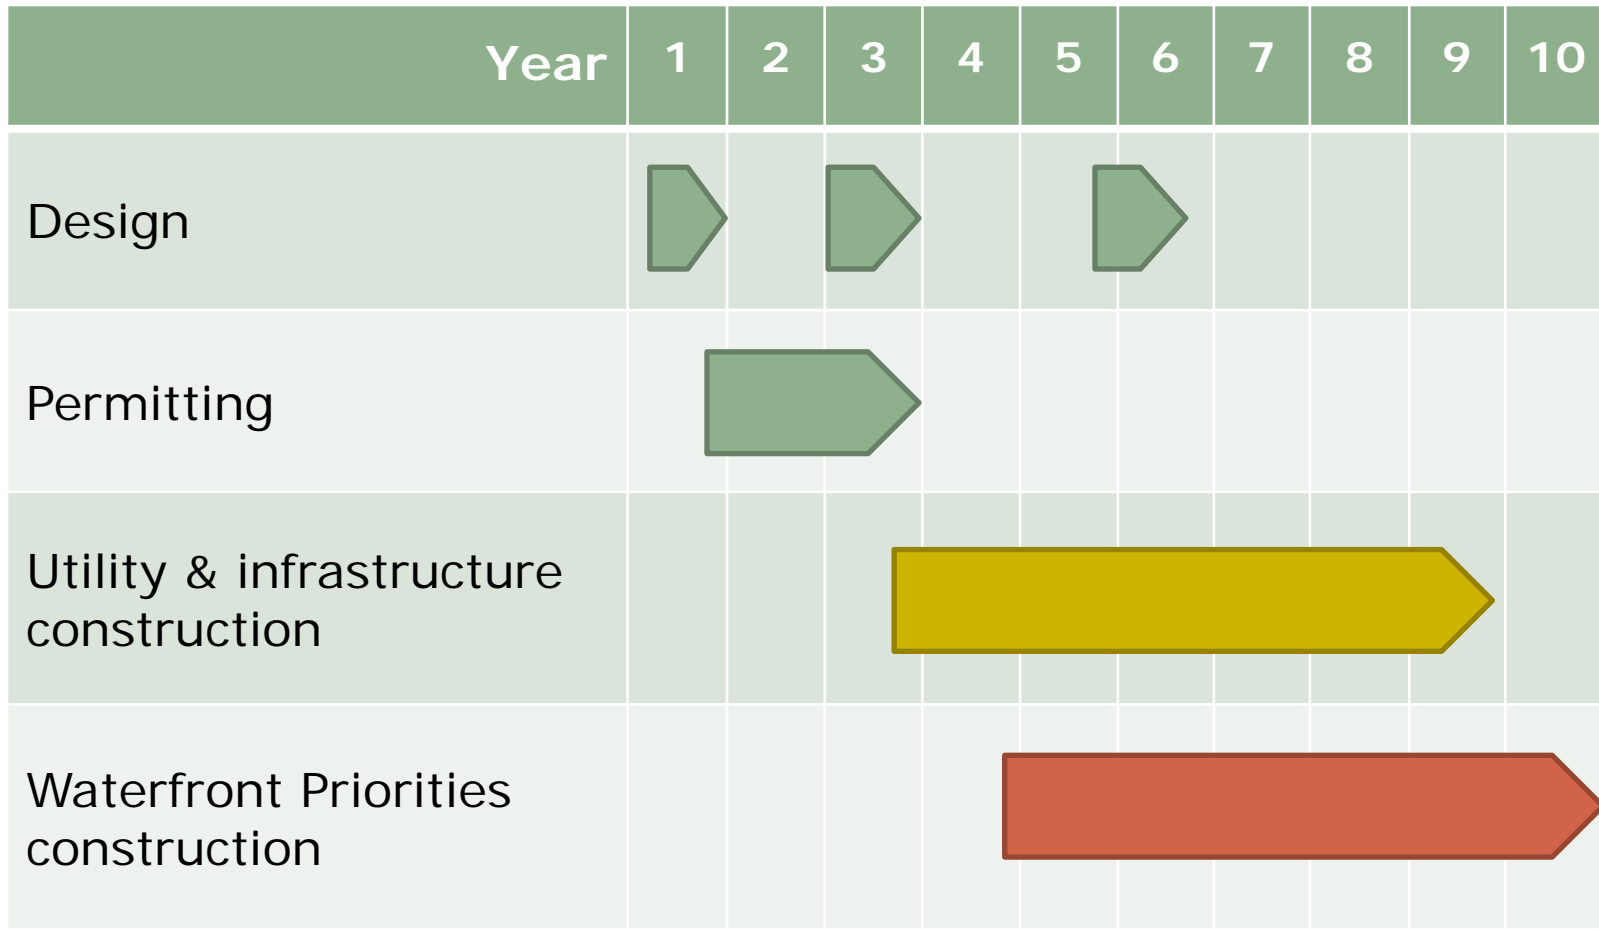 Year 1 2 3 4 5 6 7 8 9 10
Design
Permitting
Utility & infrastructure
construction
Waterfront Priorities
construction